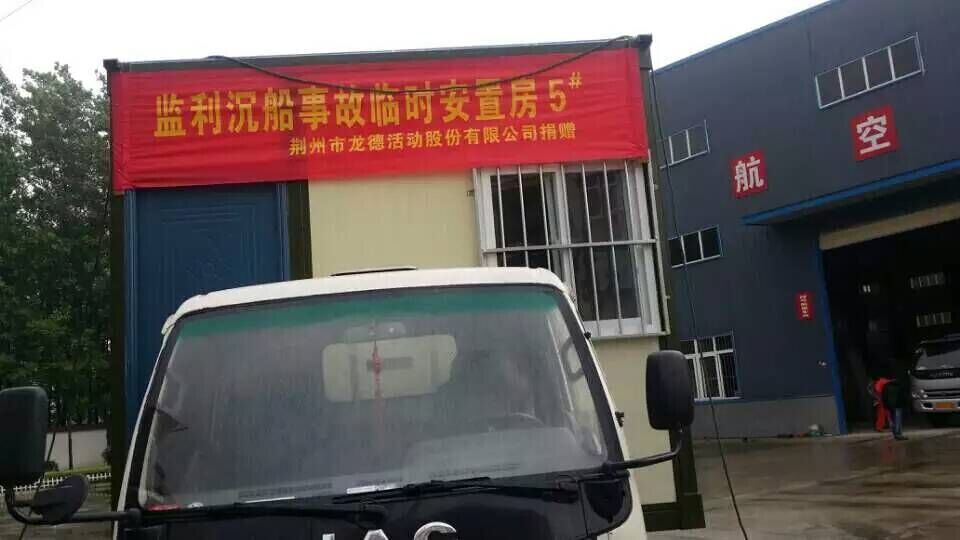 监利沉船事故临时安置房5#
荆州市龙德活动股份有限公司捐赠
航
空
JAC